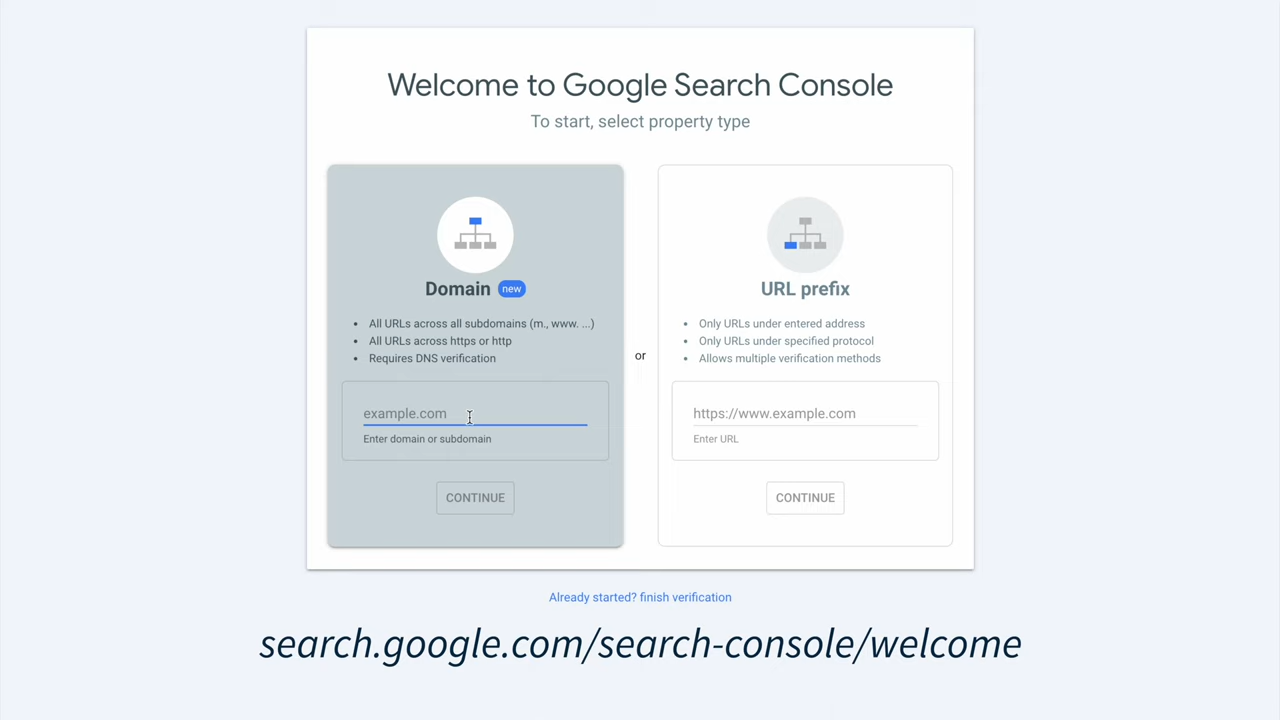 Welcome to Google Search Console
To start, select property type
Domain new
• All URLs across all subdomains (m., www. ...)
• All URLs across https or http
• Requires DNS verification
example.com
Enter domain or subdomain
CONTINUE
or
URL prefix
• Only URLs under entered address
• Only URLs under specified protocol
• Allows multiple verification methods
https://www.example.com
Enter URL
CONTINUE
Already started? finish verification
search.google.com/search-console/welcome